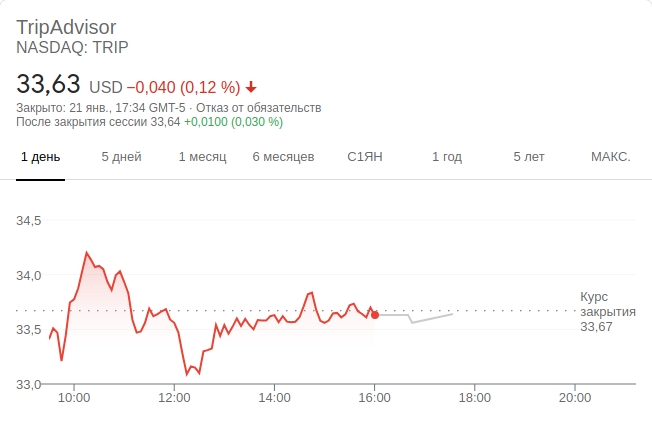 TripAdvisor
NASDAQ: TRIP
33,63 USD −0,040 (0,12 %)
Закрыто: 21 янв., 17:34 GMT-5 · Отказ от обязательств
После закрытия сессии 33,64 +0,0100 (0,030 %)
1 день 5 дней 1 месяц 6 месяцев С1ЯН 1 год 5 лет МАКС.
34,5
34,0
33,5
33,0
Курс
закрытия
33,67
10:00 12:00 14:00 16:00 18:00 20:00